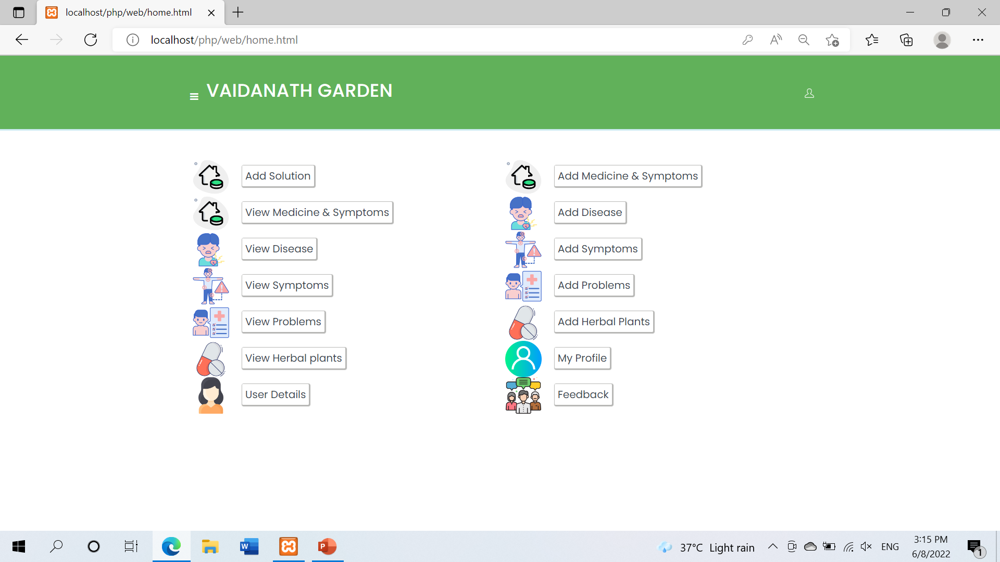 localhost/php/web/home.html
localhost/php/web/home.html
VAIDANATH GARDEN
Add Solution
Add Medicine & Symptoms
View Medicine & Symptoms
Add Disease
View Disease
Add Symptoms
View Symptoms
Add Problems
View Problems
Add Herbal Plants
View Herbal plants
My Profile
User Details
Feedback
37°C Light rain
ENG
3:15 PM
6/8/2022
1